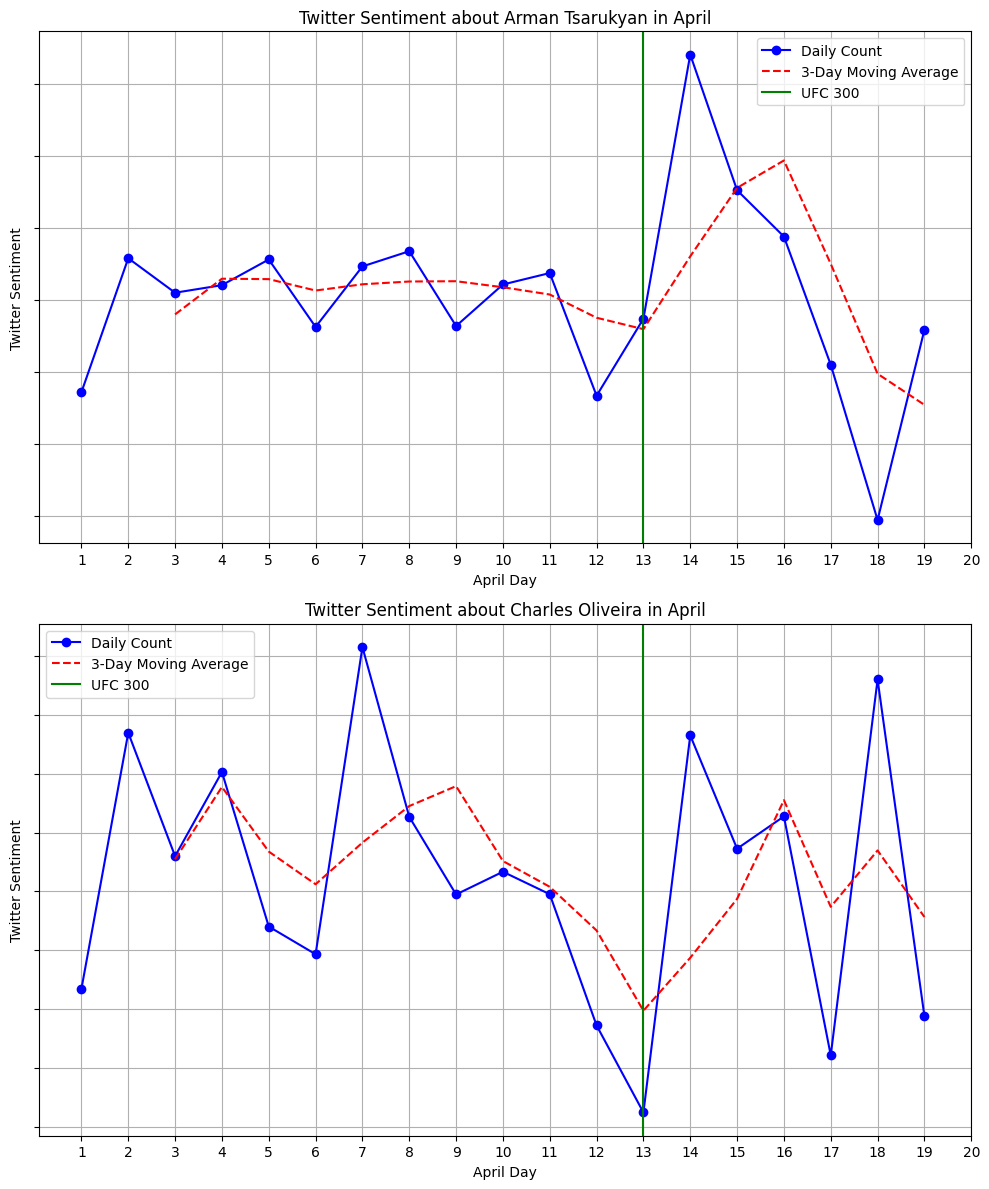 Twitter Sentiment about Arman Tsarukyan in April
Daily Count
3-Day Moving Average
UFC 300
Twitter Sentiment
1 2 3 4 5 6 7 8 9 10 11 12 13 14 15 16 17 18 19 20
April Day
Twitter Sentiment about Charles Oliveira in April
Daily Count
3-Day Moving Average
UFC 300
Twitter Sentiment
1 2 3 4 5 6 7 8 9 10 11 12 13 14 15 16 17 18 19 20
April Day